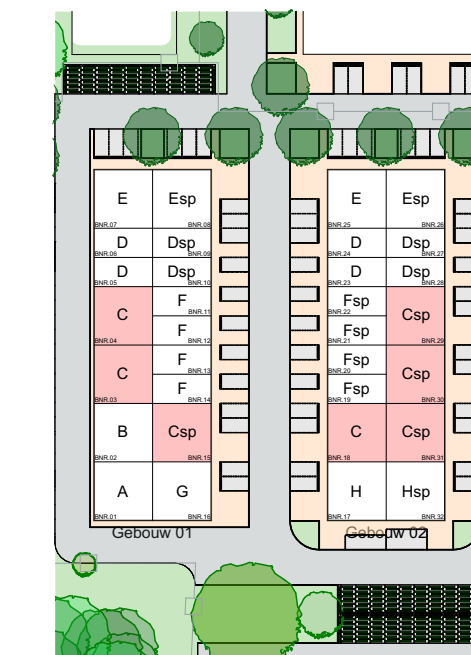 E
BNR.07
Esp
BNR.08
D
BNR.06
Dsp
BNR.09
D
BNR.05
Dsp
BNR.10
C
BNR.04
F
BNR.11
F
BNR.12
C
BNR.03
F
BNR.13
F
BNR.14
B
BNR.02
Csp
BNR.15
A
BNR.01
G
BNR.16
Gebouw 01
E
BNR.25
Esp
BNR.26
D
BNR.24
Dsp
BNR.27
D
BNR.23
Dsp
BNR.28
Fsp
BNR.22
Csp
BNR.29
Fsp
BNR.21
Fsp
BNR.20
Csp
BNR.30
Fsp
BNR.19
C
BNR.18
Csp
BNR.31
H
BNR.17
Hsp
BNR.32
Gebouw 02